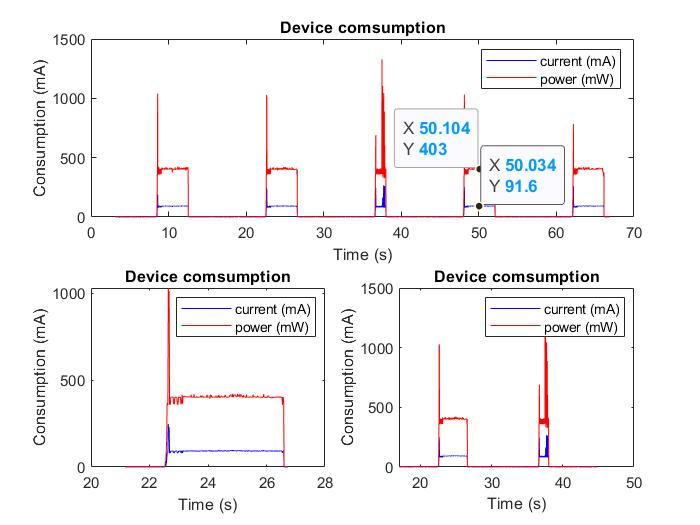 Device comsumption
1500
1000
500
0
Consumption (mA)
current (mA)
power (mW)
X 50.104
Y 403
X 50.034
Y 91.6
0 10 20 30 40 50 60 70
Time (s)
Device comsumption
1000
500
0
Consumption (mA)
current (mA)
power (mW)
20 22 24 26 28
Time (s)
Device comsumption
1500
1000
500
0
Consumption (mA)
current (mA)
power (mW)
20 30 40 50
Time (s)